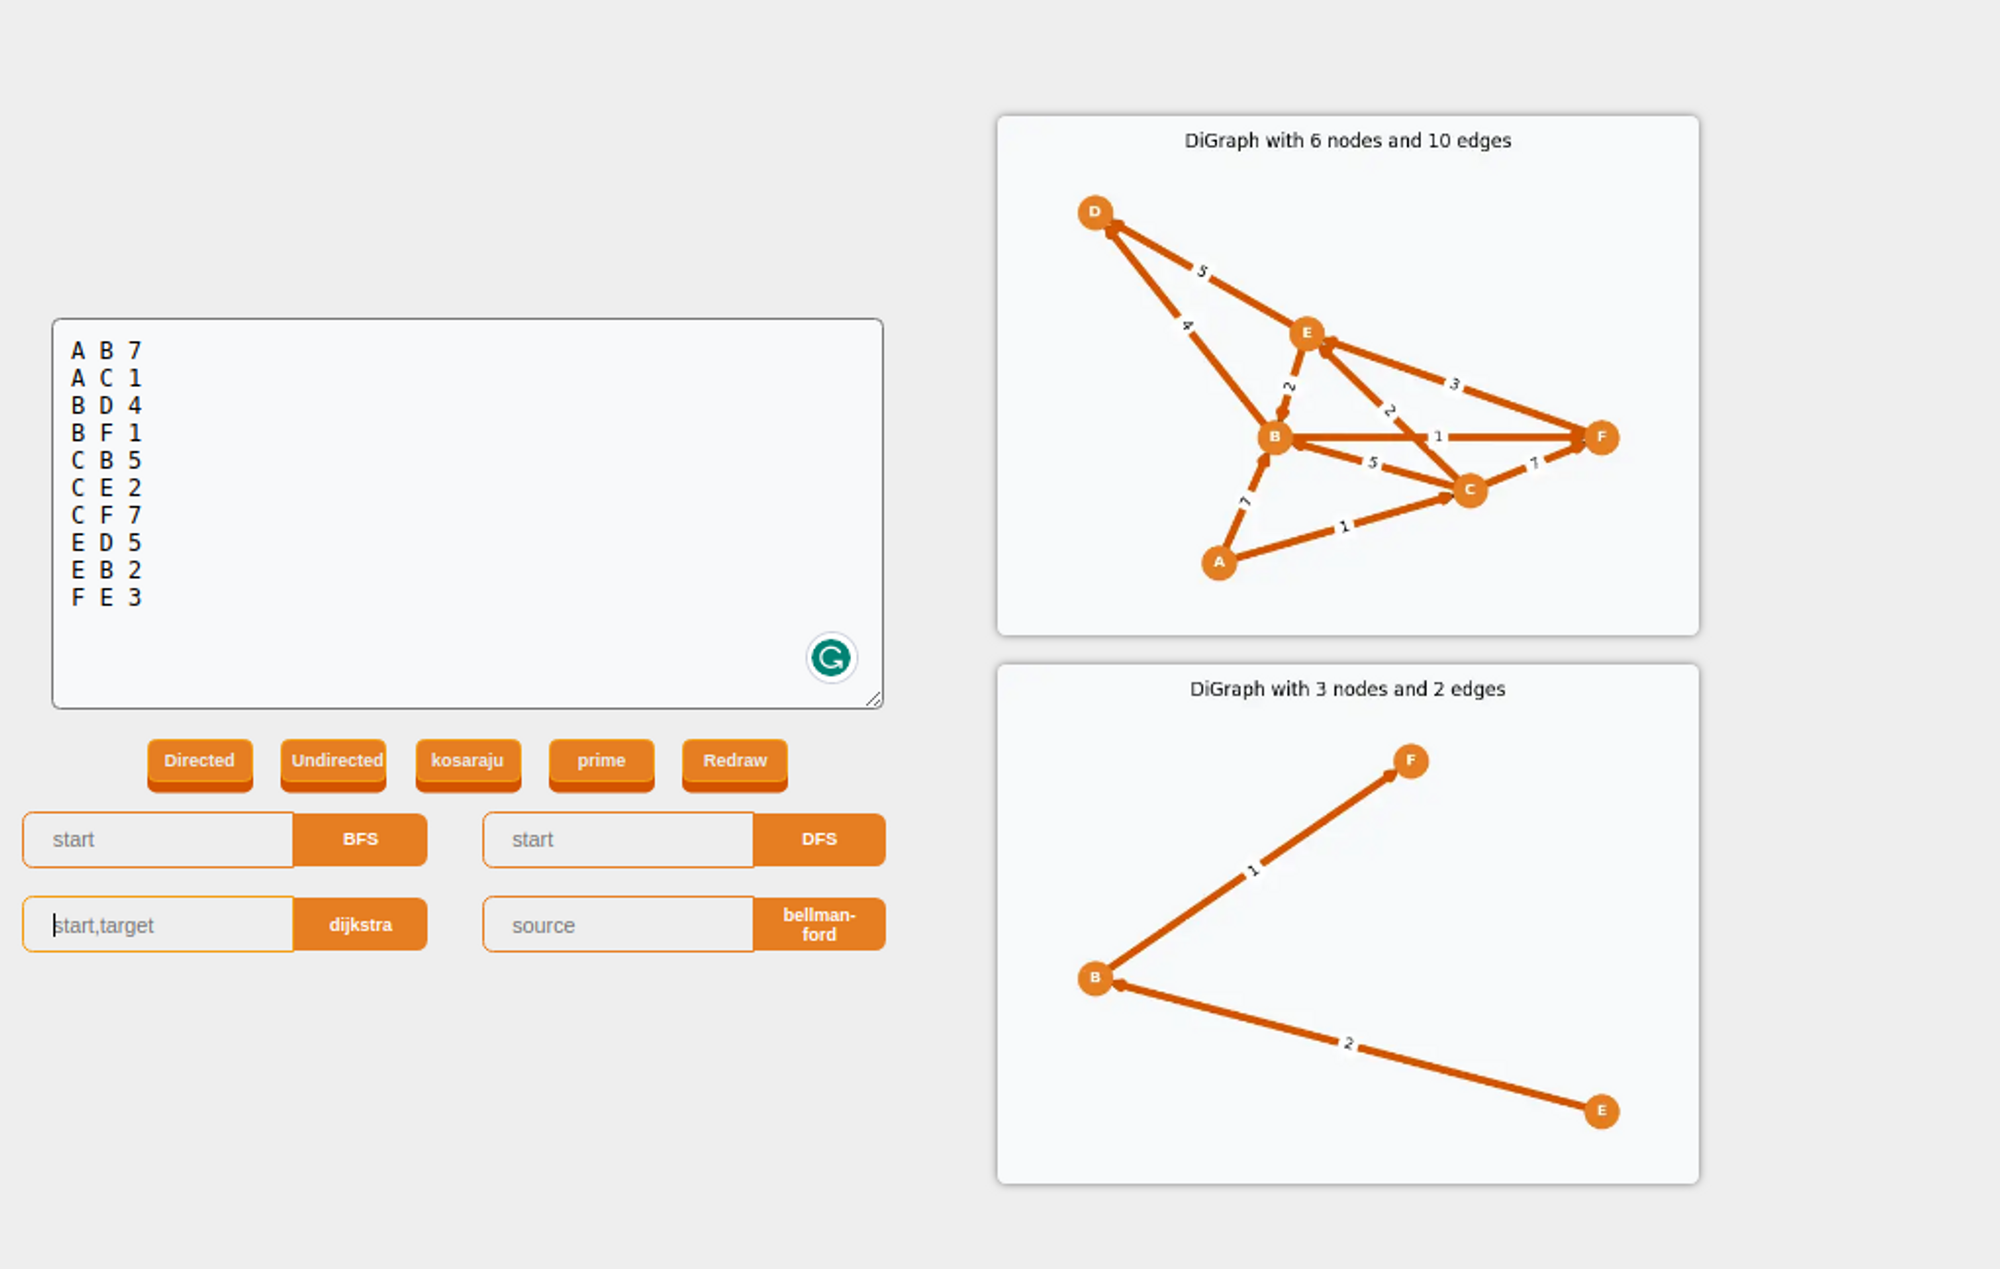 A B 7
A C 1
B D 4
B F 1
C B 5
C E 2
C F 7
E D 5
E B 2
F E 3
Directed
Undirected
kosaraju
prime
Redraw
start
BFS
start
DFS
start,target
dijkstra
source
bellman-
ford
DiGraph with 6 nodes and 10 edges
D
5
4
E
2
3
2
B
1
F
5
7
C
7
1
A
DiGraph with 3 nodes and 2 edges
F
1
B
2
E